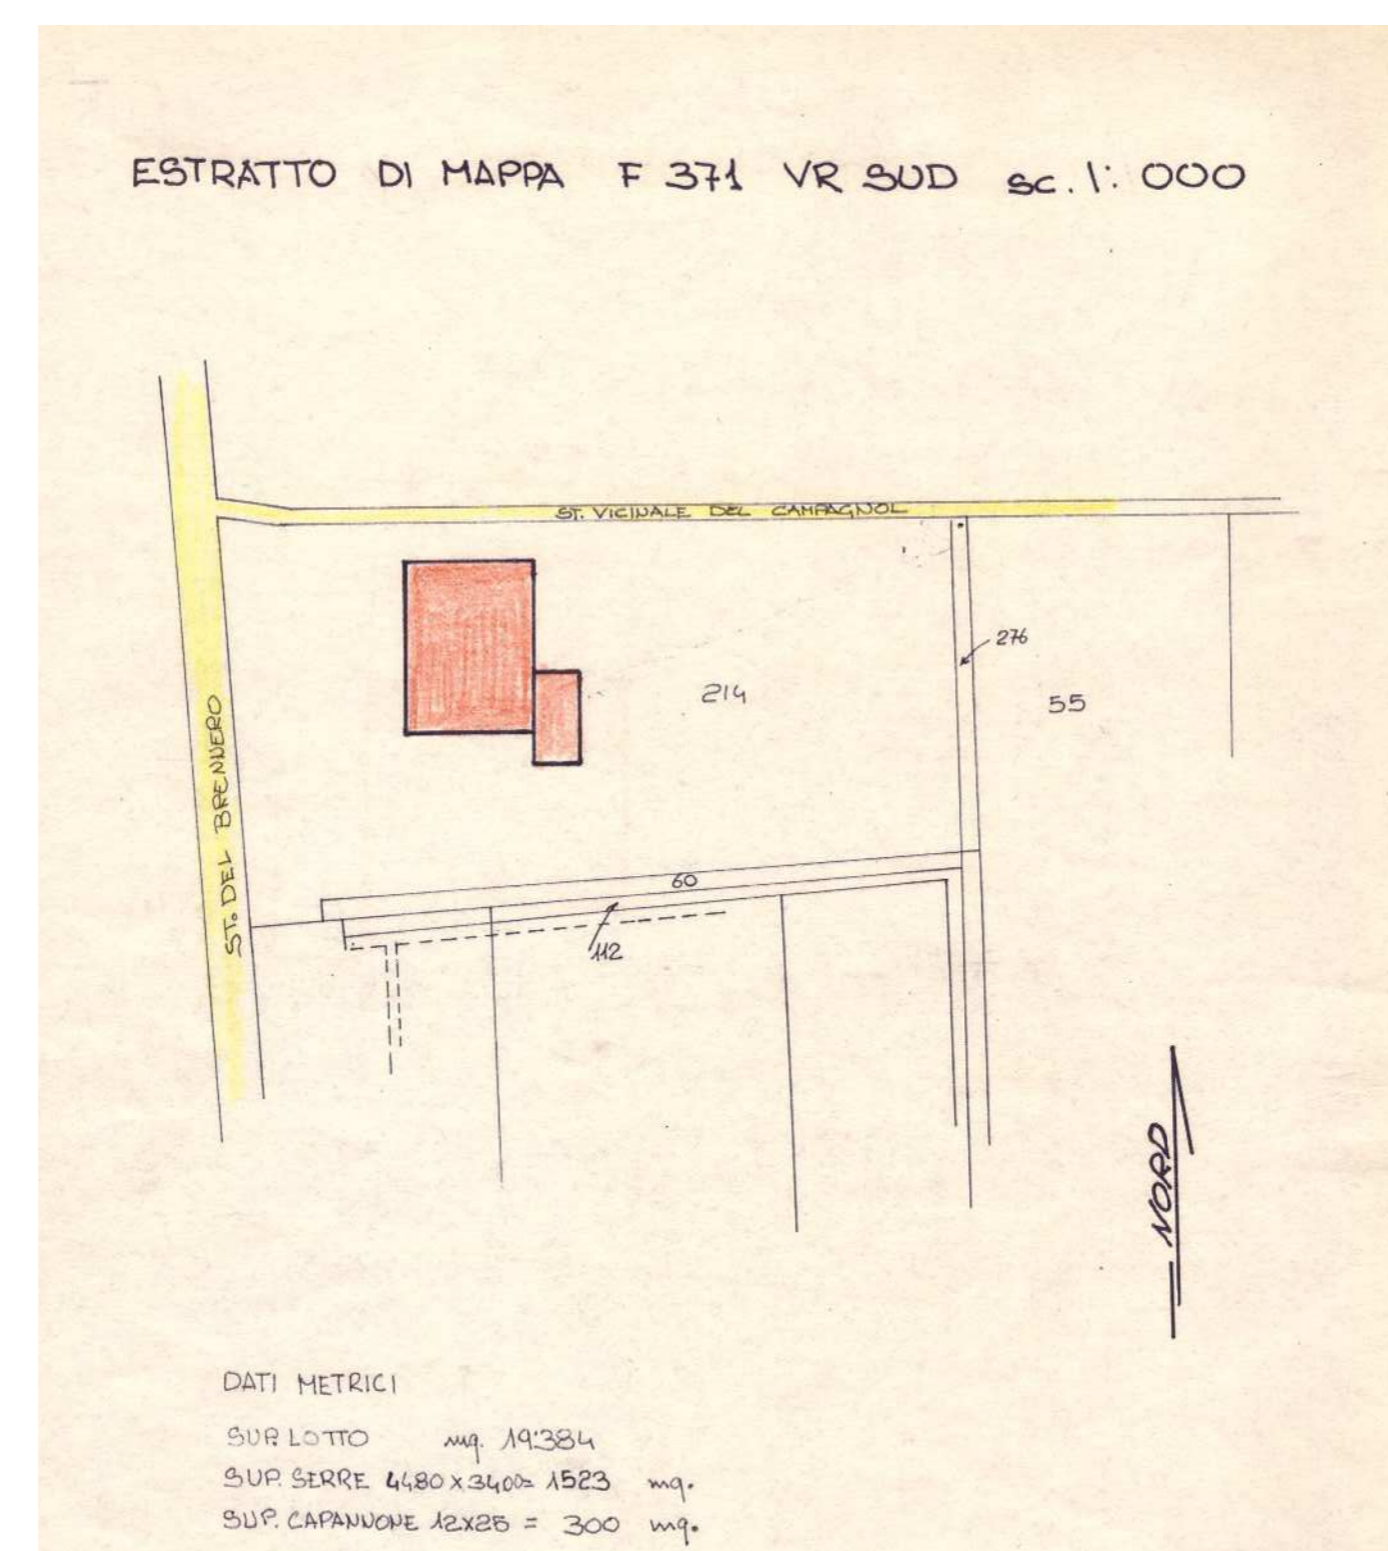 ESTRATTO DI MAPPA F 371 VR SUD sc. 1: 000
ST. VICINALE DEL CAMPAGNOL
276
214
55
ST. DEL BRENNERO
60
112
NORD
DATI METRICI
SUP. LOTTO mq. 19.384
SUP. SERRE 4480 x 3400= 1523 mq.
SUP. CAPANNONE 12x25 = 300 mq.